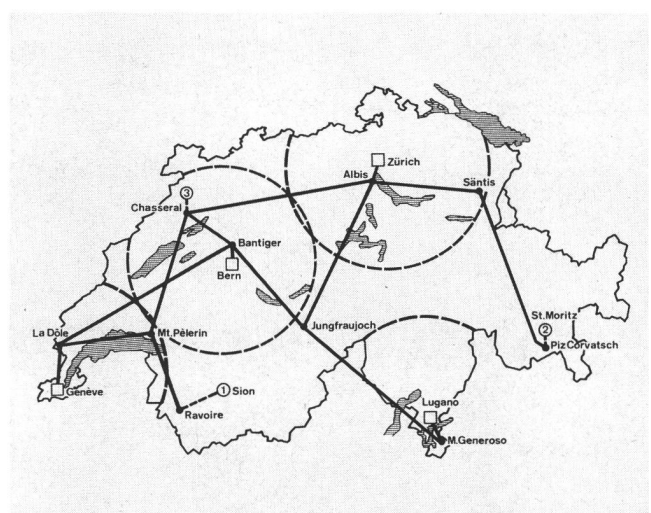 Zürich
Albis
Säntis
3
Chasseral
Bantiger
Bern
St.Moritz
2
La Dôle
Mt.Pèlerin
Jungfraujoch
Piz Corvatsch
Genève
1 Sion
Lugano
Ravoire
M.Generoso